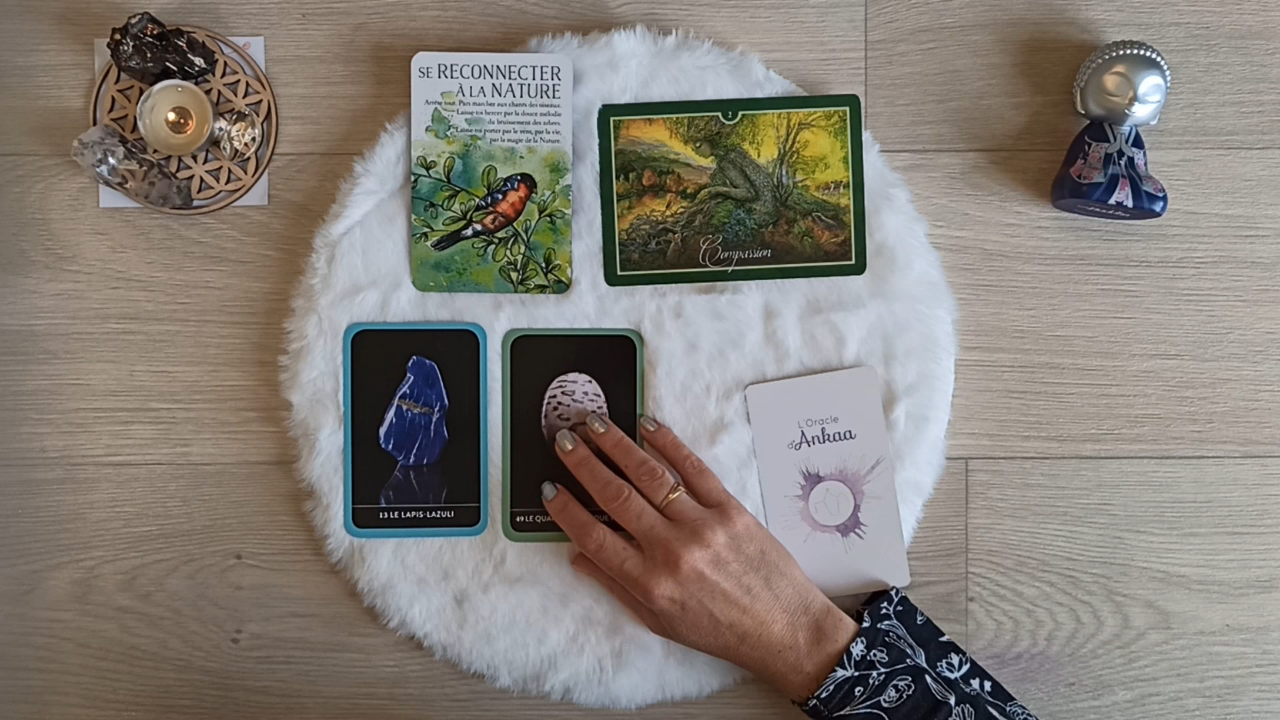 SE RECONNECTER
À LA NATURE
Arrête tout. Pars marcher aux chants des oiseaux.
Laisse-toi bercer par la douce mélodie
du bruissement des arbres.
Laisse-toi porter par le vent, par la vie,
par la magie de la Nature.
Compassion
13 LE LAPIS-LAZULI
49 LE
L'Oracle
d'Ankaa